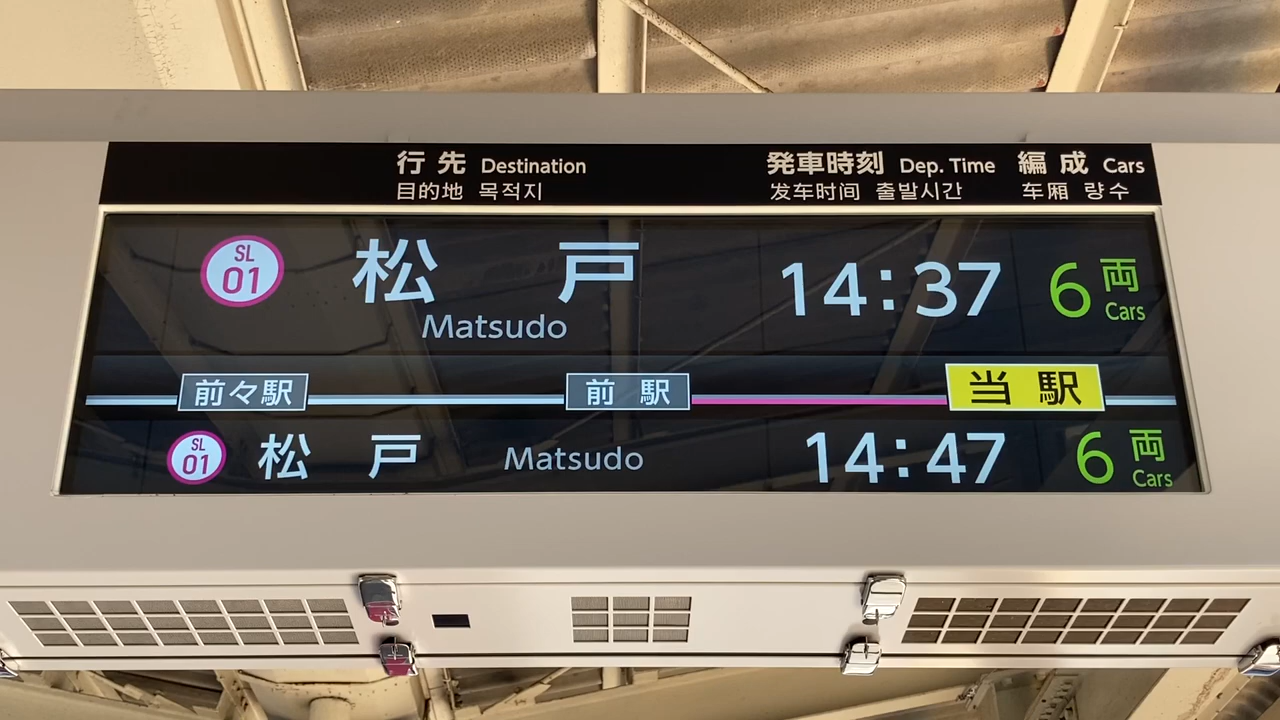 行先 Destination 発車時刻 Dep. Time 編成 Cars
目的地 목적지 发车时间 출발시간 车厢 량수
SL 01 松戸 14:37 6両
Matsudo Cars
前々駅 前駅 当駅
SL 01 松戸 Matsudo 14:47 6両
Cars